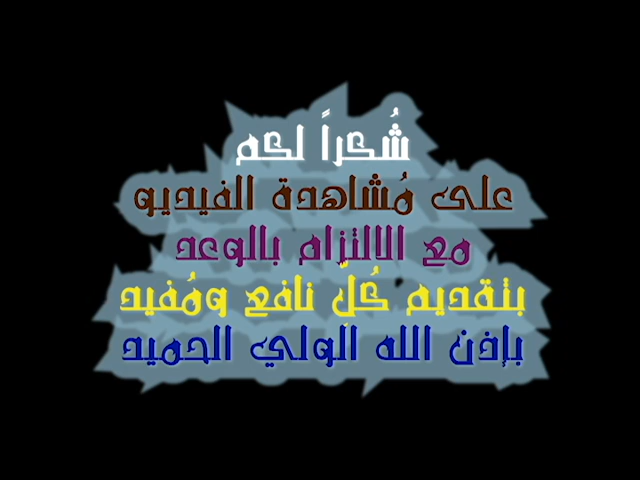 شُكراً لكم
على مُشاهدة الفيديو
مع الالتزام بالوعد
بتقديم كُلّ نافع ومُفيد
بإذن الله الولي الحميد